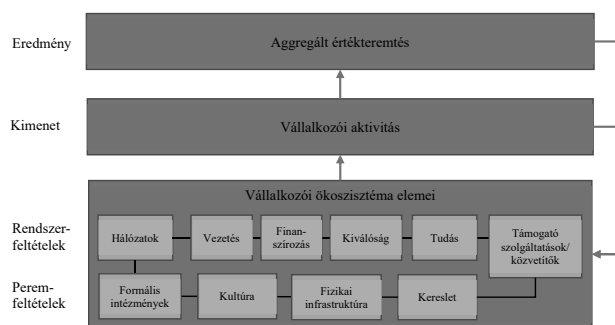 Eredmény
Aggregált értékteremtés
Kimenet
Vállalkozói aktivitás
Vállalkozói ökoszisztéma elemei
Rendszer-
feltételek
Hálózatok
Vezetés
Finan-
szírozás
Kiválóság
Tudás
Támogató
szolgáltatások/
közvetítők
Perem-
feltételek
Formális
intézmények
Kultúra
Fizikai
infrastruktúra
Kereslet